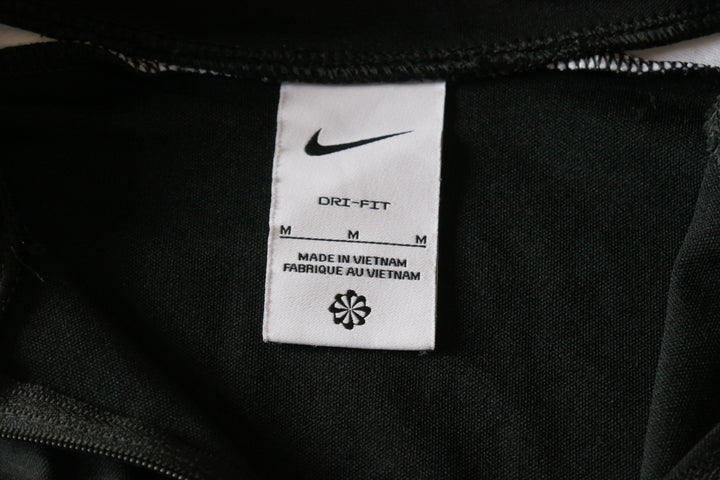 DRI-FIT
M M M
MADE IN VIETNAM
FABRIQUE AU VIETNAM